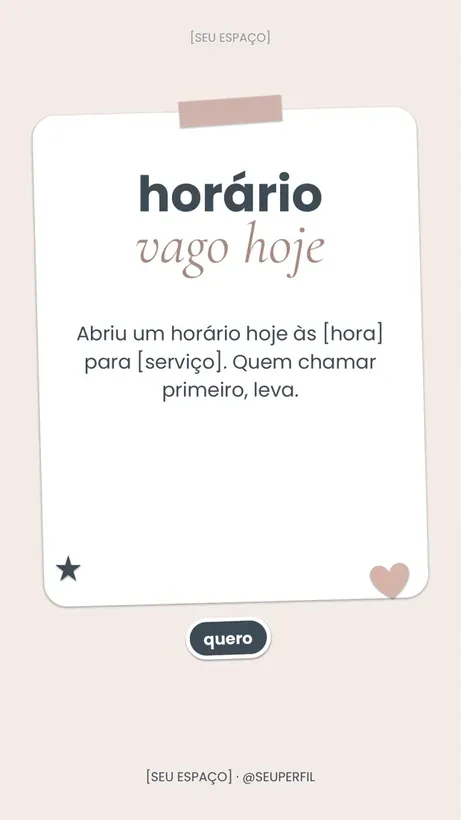 [SEU ESPAÇO]
horário
vago hoje
Abriu um horário hoje às [hora]
para [serviço]. Quem chamar
primeiro, leva.
quero
[SEU ESPAÇO] · @SEUPERFIL